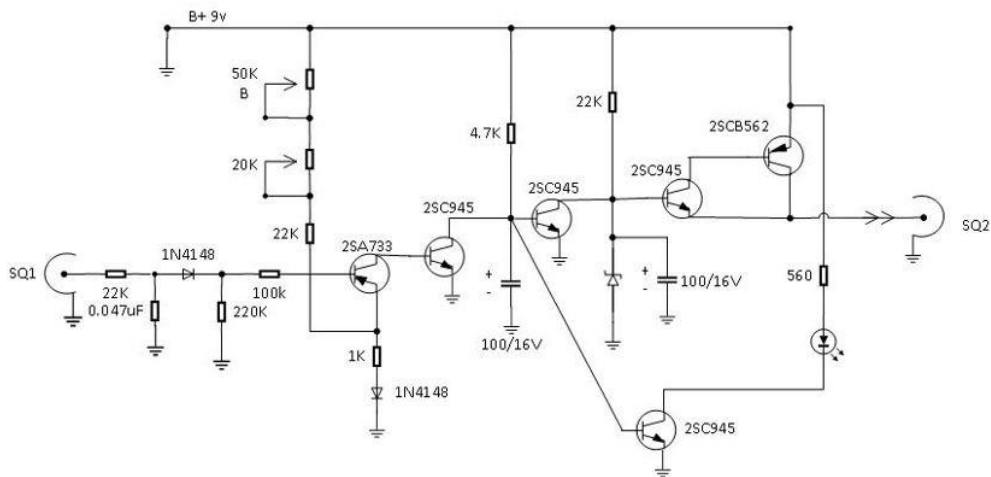 B+ 9v
50K
B
20K
22K
4.7K
22K
2SCB562
2SC945
2SC945
2SC945
2SA733
SQ1
1N4148
22K
0.047uF
220K
100k
1K
1N4148
+
-
100/16V
+
-
100/16V
560
SQ2
2SC945